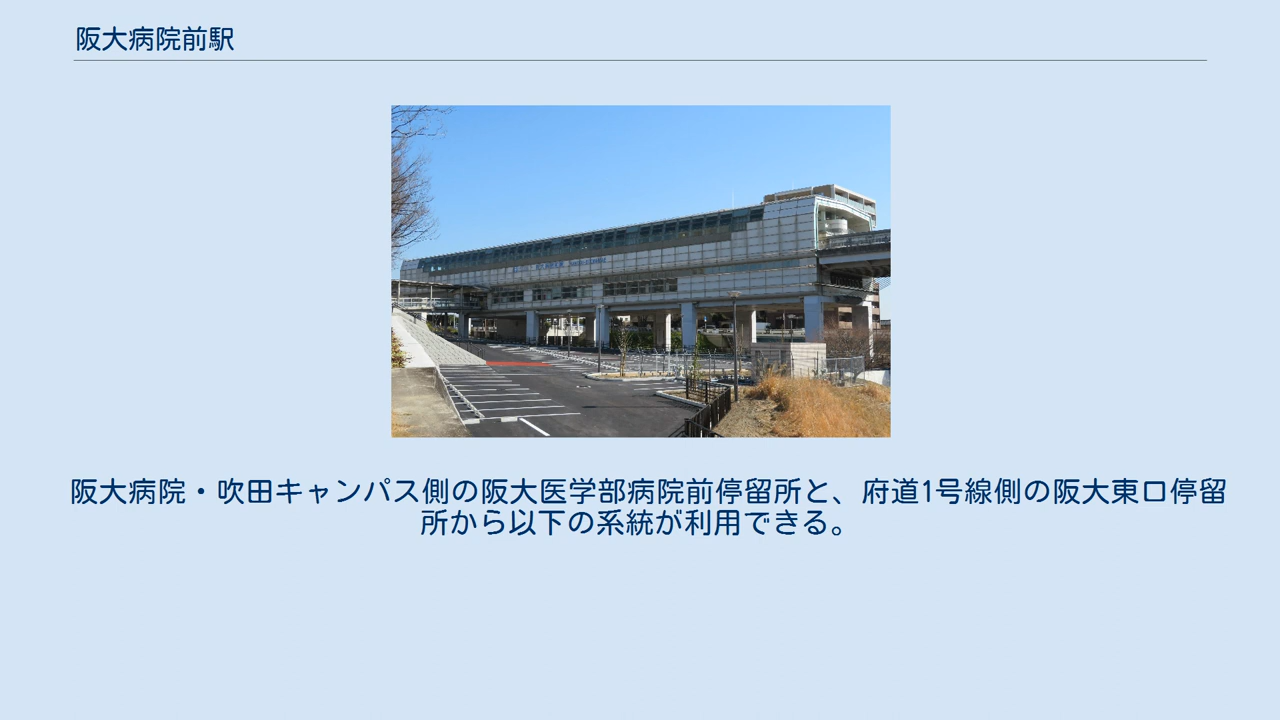 阪大病院前駅
阪大病院・吹田キャンパス側の阪大医学部病院前停留所と、府道1号線側の阪大東口停留
所から以下の系統が利用できる。